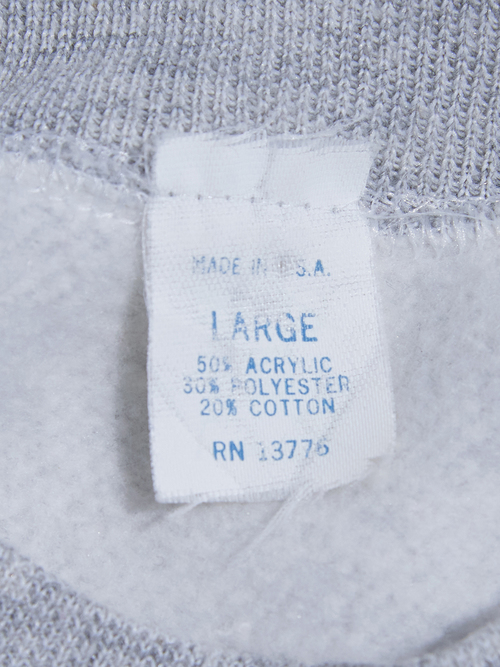 MADE IN U.S.A.
LARGE
50% ACRYLIC
30% POLYESTER
20% COTTON
RN 13776